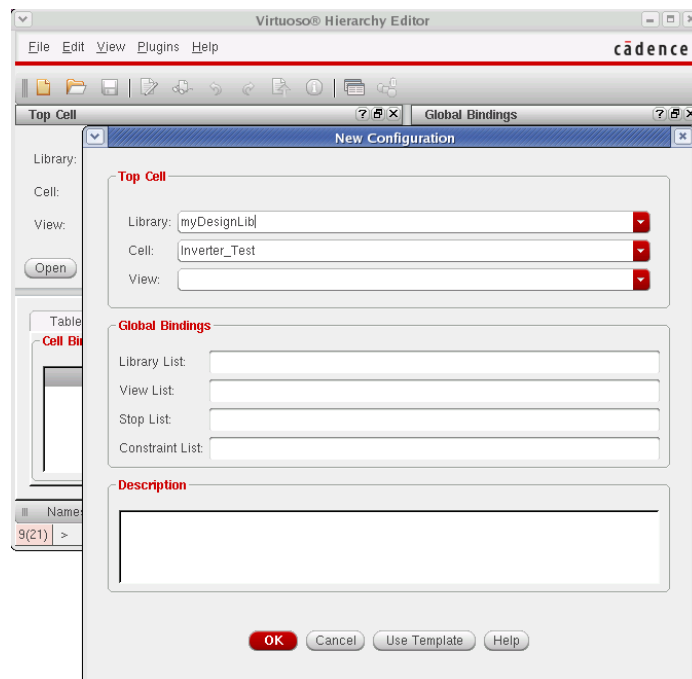 Virtuoso® Hierarchy Editor
File Edit View Plugins Help
cādence
Top Cell
Global Bindings
New Configuration
Library:
Cell:
View:
Open
Top Cell
Library: myDesignLib
Cell: Inverter_Test
View:
Table
Cell Bin
Global Bindings
Library List:
View List:
Stop List:
Constraint List:
Description
Names
9(21) >
OK Cancel Use Template Help